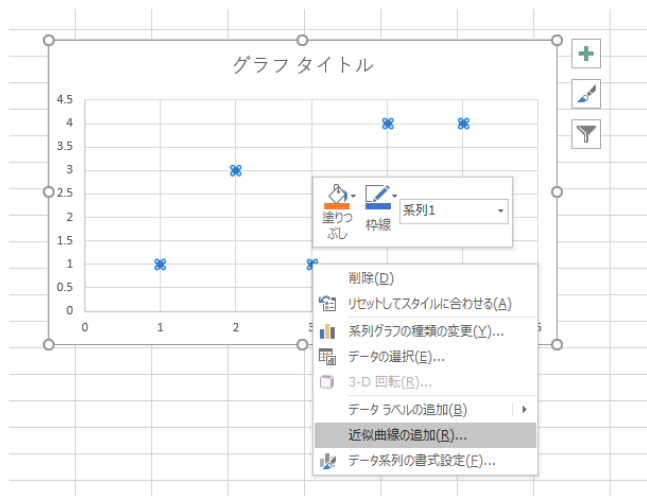 グラフ タイトル
4.5
4
3.5
3
2.5
2
1.5
1
0.5
0
0 1 2 3
塗りつぶし
枠線
系列1
削除(D)
リセットしてスタイルに合わせる(A)
系列グラフの種類の変更(Y)...
データの選択(E)...
3-D 回転(R)...
データ ラベルの追加(B)
近似曲線の追加(R)...
データ系列の書式設定(F)...